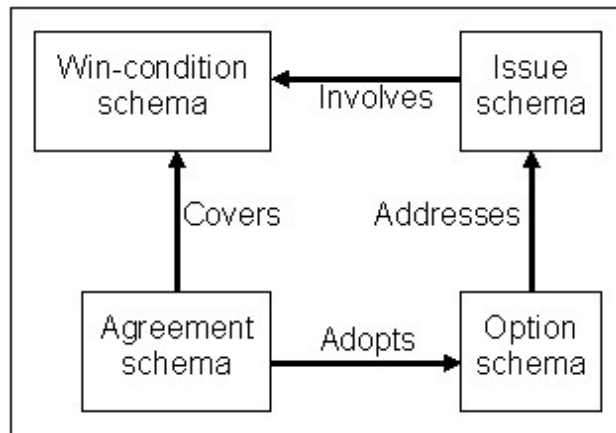 Win-condition
schema
Issue
schema
Involves
Covers
Addresses
Agreement
schema
Adopts
Option
schema